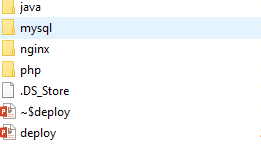 java
mysql
nginx
php
.DS_Store
~$deploy
deploy